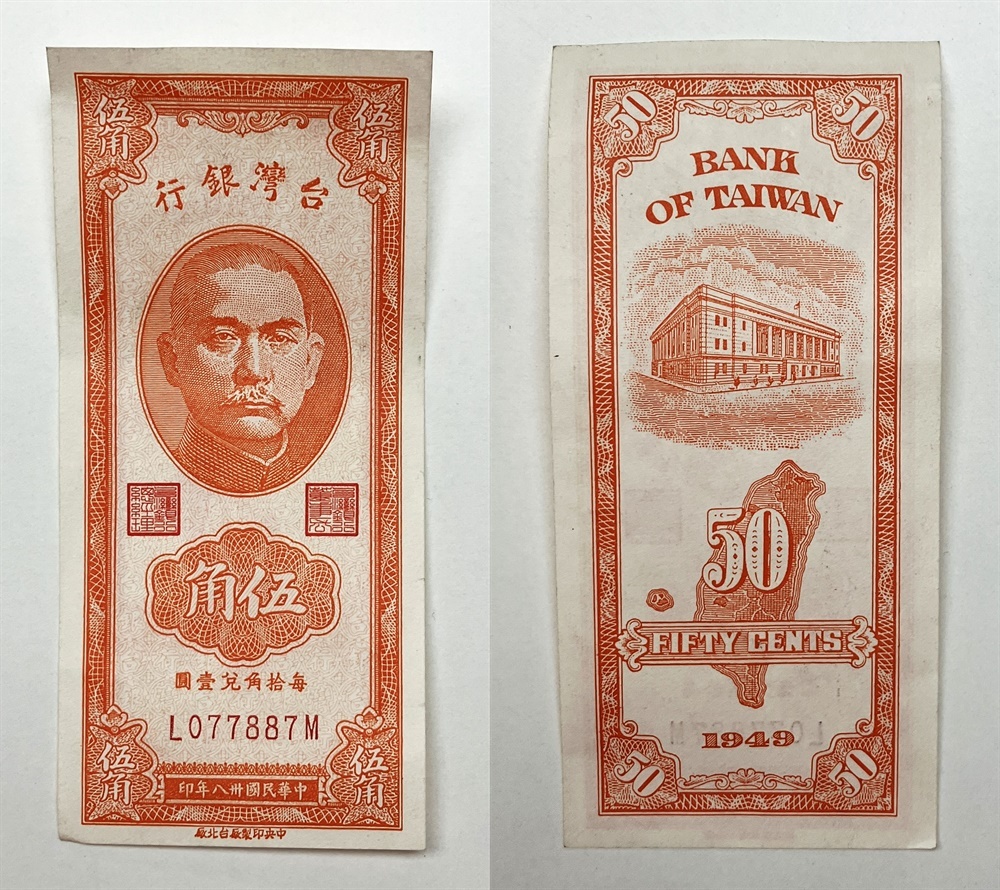 伍角
伍角
台灣銀行
伍角
每拾角兌壹圓
L077887M
伍角
伍角
中華民國卅八年印
中央印製廠台北廠
50
50
BANK
OF TAIWAN
50
FIFTY CENTS
1949
50
50